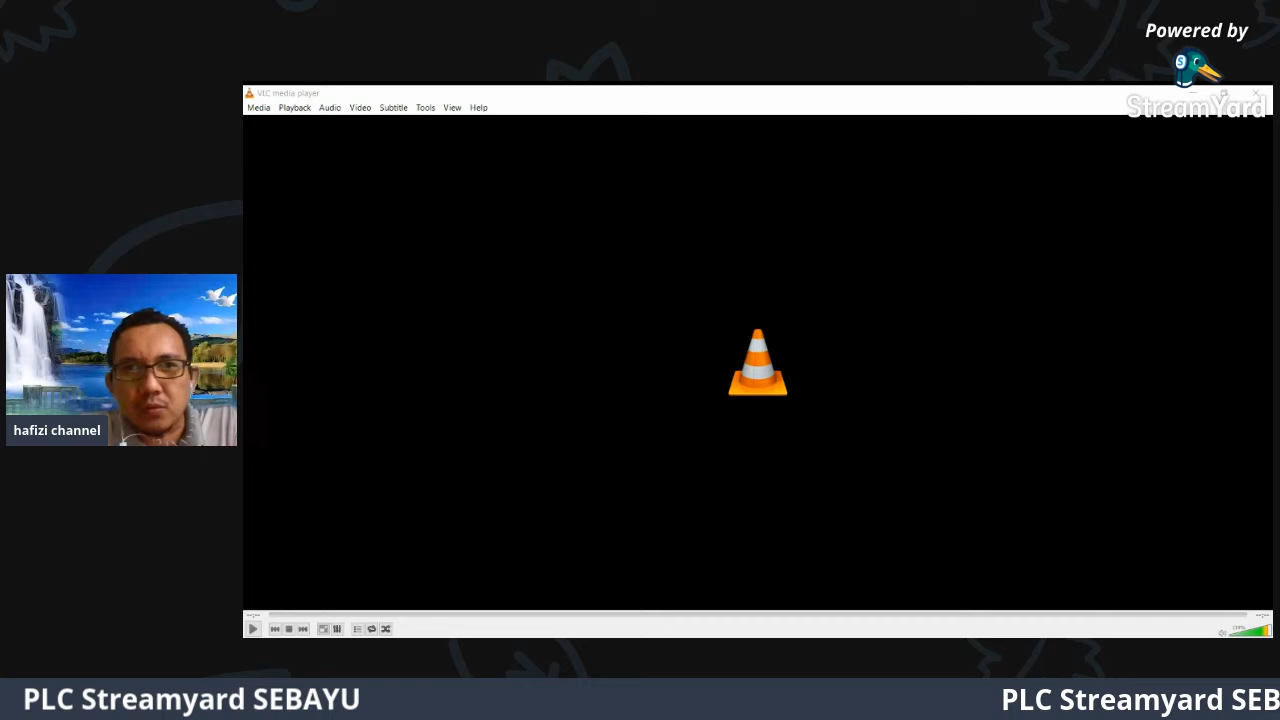 Powered by
StreamYard
VLC media player
Media Playback Audio Video Subtitle Tools View Help
hafizi channel
PLC Streamyard SEBAYU
PLC Streamyard SEB